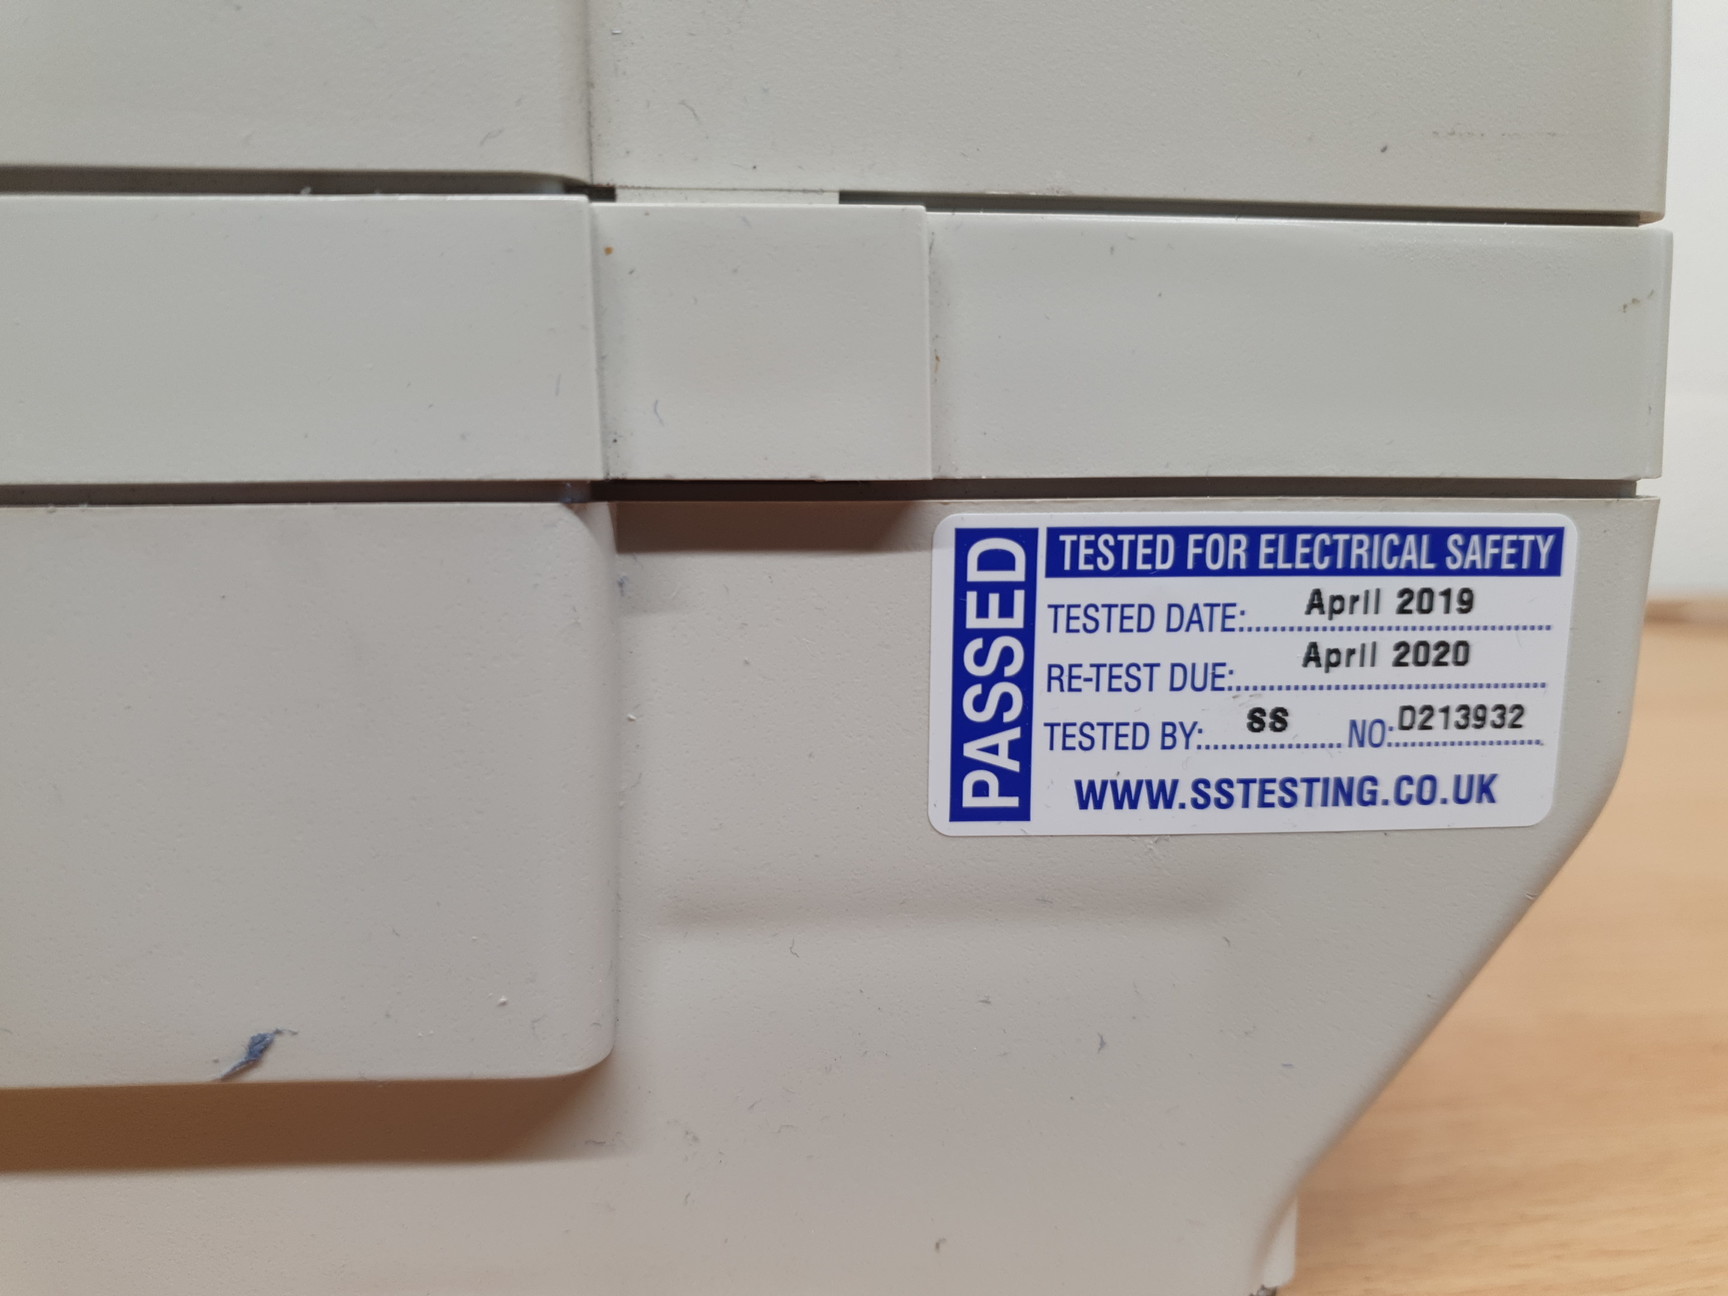 PASSED
TESTED FOR ELECTRICAL SAFETY
TESTED DATE: April 2019
RE-TEST DUE: April 2020
TESTED BY: SS NO: D213932
WWW.SSTESTING.CO.UK